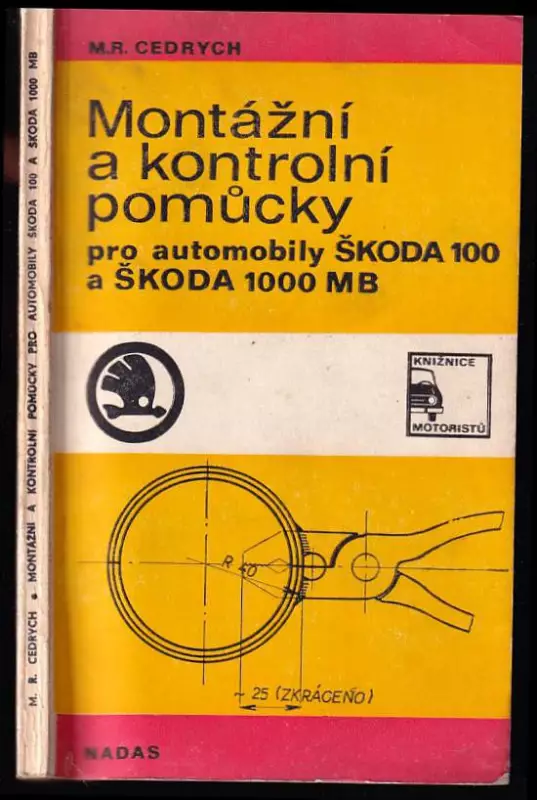 M. R. CEDRYCH • MONTÁŽNÍ A KONTROLNÍ POMŮCKY PRO AUTOMOBILY ŠKODA 100 A ŠKODA 1000 MB
M.R. CEDRYCH
Montážní
a kontrolní
pomůcky
pro automobily ŠKODA 100
a ŠKODA 1000 MB
KNIŽNICE
MOTORISTŮ
R 40
~ 25 (ZKRÁCENO)
NADAS